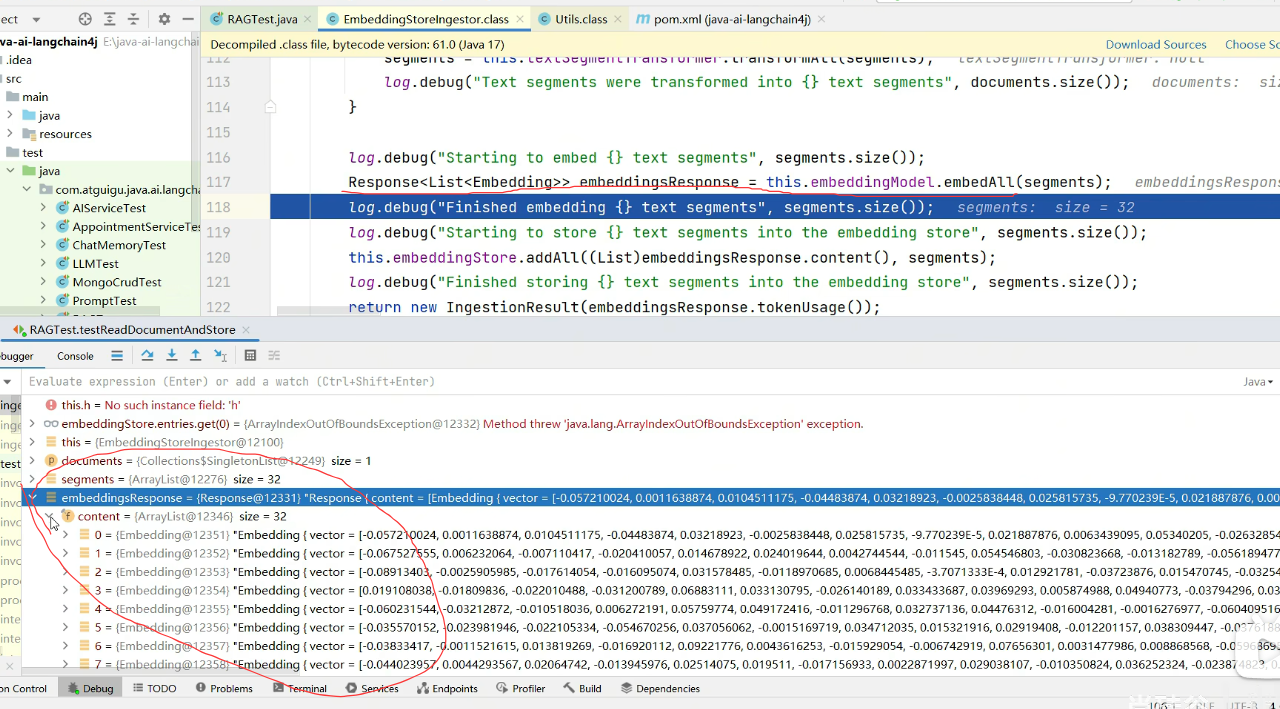 ect
RAGTest.java
EmbeddingStoreIngestor.class
Utils.class
pom.xml (java-ai-langchain4j)
va-ai-langchain4j E:\java-ai-langchai
Decompiled .class file, bytecode version: 61.0 (Java 17)
Download Sources
Choose So
.idea
src
main
java
resources
test
java
com.atguigu.java.ai.langch
AIServiceTest
AppointmentServiceTes
ChatMemoryTest
LLMTest
MongoCrudTest
PromptTest
112 segments = this.textSegmentTransformer.transformAll(segments); textSegmentTransformer: null
113 log.debug("Text segments were transformed into {} text segments", documents.size()); documents: siz
114 }
115
116 log.debug("Starting to embed {} text segments", segments.size());
117 Response<List<Embedding>> embeddingsResponse = this.embeddingModel.embedAll(segments); embeddingsRespons
118 log.debug("Finished embedding {} text segments", segments.size()); segments: size = 32
119 log.debug("Starting to store {} text segments into the embedding store", segments.size());
120 this.embeddingStore.addAll((List)embeddingsResponse.content(), segments);
121 log.debug("Finished storing {} text segments into the embedding store", segments.size());
122 return new IngestionResult(embeddingsResponse.tokenUsage());
RAGTest.testReadDocumentAndStore
ebugger Console
Evaluate expression (Enter) or add a watch (Ctrl+Shift+Enter)
Java
this.h = No such instance field: 'h'
embeddingStore.entries.get(0) = {ArrayIndexOutOfBoundsException@12332} Method threw 'java.lang.ArrayIndexOutOfBoundsException' exception.
this = {EmbeddingStoreIngestor@12100}
documents = {Collections$SingletonList@12249} size = 1
segments = {ArrayList@12276} size = 32
embeddingsResponse = {Response@12331} "Response { content = [Embedding { vector = [-0.057210024, 0.0011638874, 0.0104511175, -0.04483874, 0.03218923, -0.0025838448, 0.025815735, -9.770239E-5, 0.021887876, 0.00
content = {ArrayList@12346} size = 32
0 = {Embedding@12351} "Embedding { vector = [-0.057210024, 0.0011638874, 0.0104511175, -0.04483874, 0.03218923, -0.0025838448, 0.025815735, -9.770239E-5, 0.021887876, 0.0063439095, 0.05340205, -0.0263285
1 = {Embedding@12352} "Embedding { vector = [-0.067527555, 0.006232064, -0.007110417, -0.020410057, 0.014878922, 0.024019644, 0.0042744544, -0.011545, 0.054546803, -0.030823668, -0.013182789, -0.05618947
2 = {Embedding@12353} "Embedding { vector = [-0.08913403, -0.002590595, -0.017614054, -0.016095074, 0.031578485, -0.014970685, 0.0068445485, -3.7071333E-4, 0.012921781, -0.03723876, 0.015470745, -0.0325
3 = {Embedding@12354} "Embedding { vector = [0.019108038, -0.01809836, -0.022010488, -0.031200789, 0.06880111, 0.033130795, -0.026140189, 0.033433687, 0.03969293, 0.005874988, 0.04940773, -0.03794296, 0.03
4 = {Embedding@12355} "Embedding { vector = [-0.060231544, -0.03212872, -0.011518036, 0.006272191, 0.05737774, 0.049172416, -0.011296768, 0.032737136, 0.04476312, -0.016004281, -0.0016276977, -0.060409516
5 = {Embedding@12356} "Embedding { vector = [-0.035570152, -0.023981946, -0.022105334, -0.054670256, 0.037056062, -0.01516719, 0.034712035, 0.015321916, 0.02919408, -0.012201157, 0.038309447, -0.0376188
6 = {Embedding@12357} "Embedding { vector = [-0.03833417, -0.0011521615, 0.013817639, -0.016920112, 0.09221776, 0.0043616253, -0.015929954, -0.006742919, 0.07656301, 0.0031477986, 0.008868568,
7 = {Embedding@12358} "Embedding { vector = [-0.044023957, 0.0044293567, 0.02064742, -0.013945976, 0.02514075, 0.019111, -0.017156933, 0.0022871997, 0.029038107, -0.010350824, 0.036252324,
on Control Debug TODO Problems Terminal Services Endpoints Profiler Build Dependencies